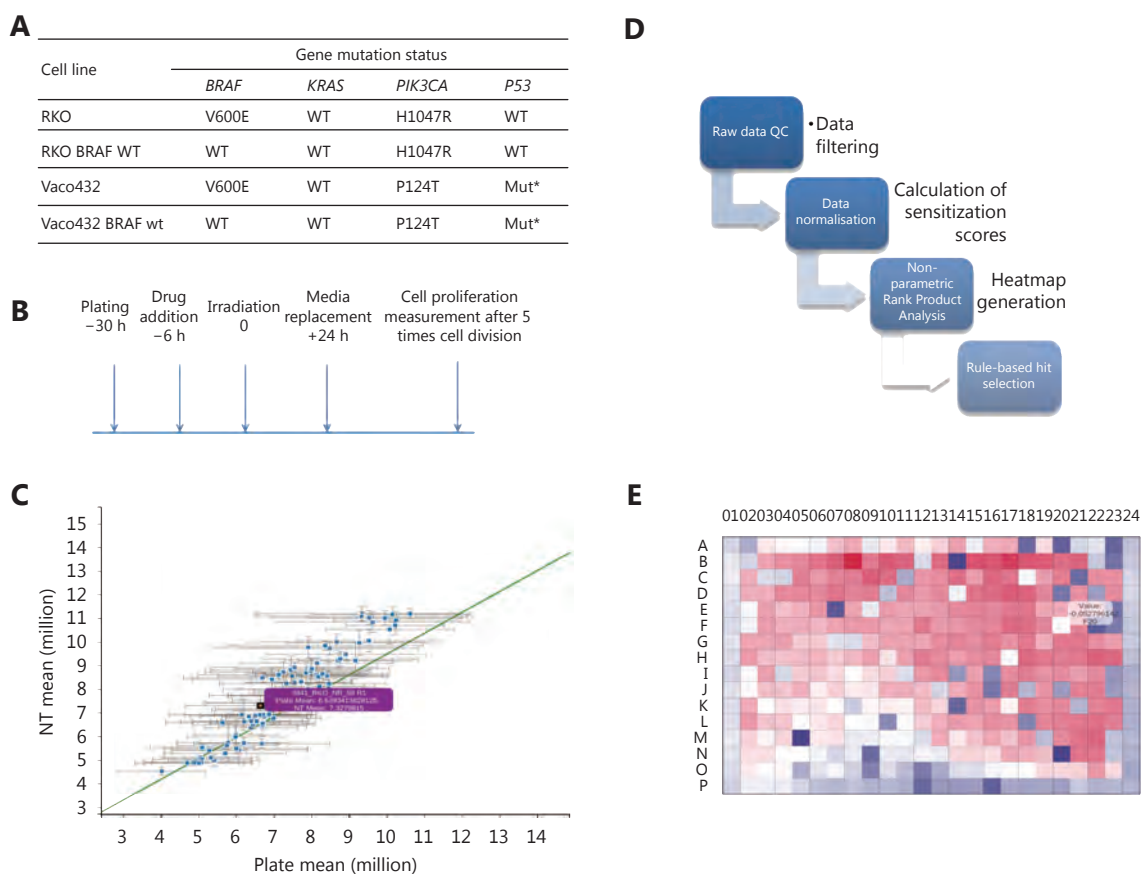 A
Cell line
Gene mutation status
BRAF KRAS PIK3CA P53
RKO V600E WT H1047R WT
RKO BRAF WT WT WT H1047R WT
Vaco432 V600E WT P124T Mut*
Vaco432 BRAF wt WT WT P124T Mut*
B
Plating
−30 h
Drug
addition
−6 h
Irradiation
0
Media
replacement
+24 h
Cell proliferation
measurement after 5
times cell division
C
NT mean (million)
15
14
13
12
11
10
9
8
7
6
5
4
3
3 4 5 6 7 8 9 10 11 12 13 14
Plate mean (million)
NT Mean:
D
Raw data QC
•Data
filtering
Data
normalisation
Calculation of
sensitization
scores
Non-
parametric
Rank Product
Analysis
Heatmap
generation
Rule-based hit
selection
E
010203040506070809101112131415161718192021222324
A
B
C
D
E
F
G
H
I
J
K
L
M
N
O
P
Value:
F20